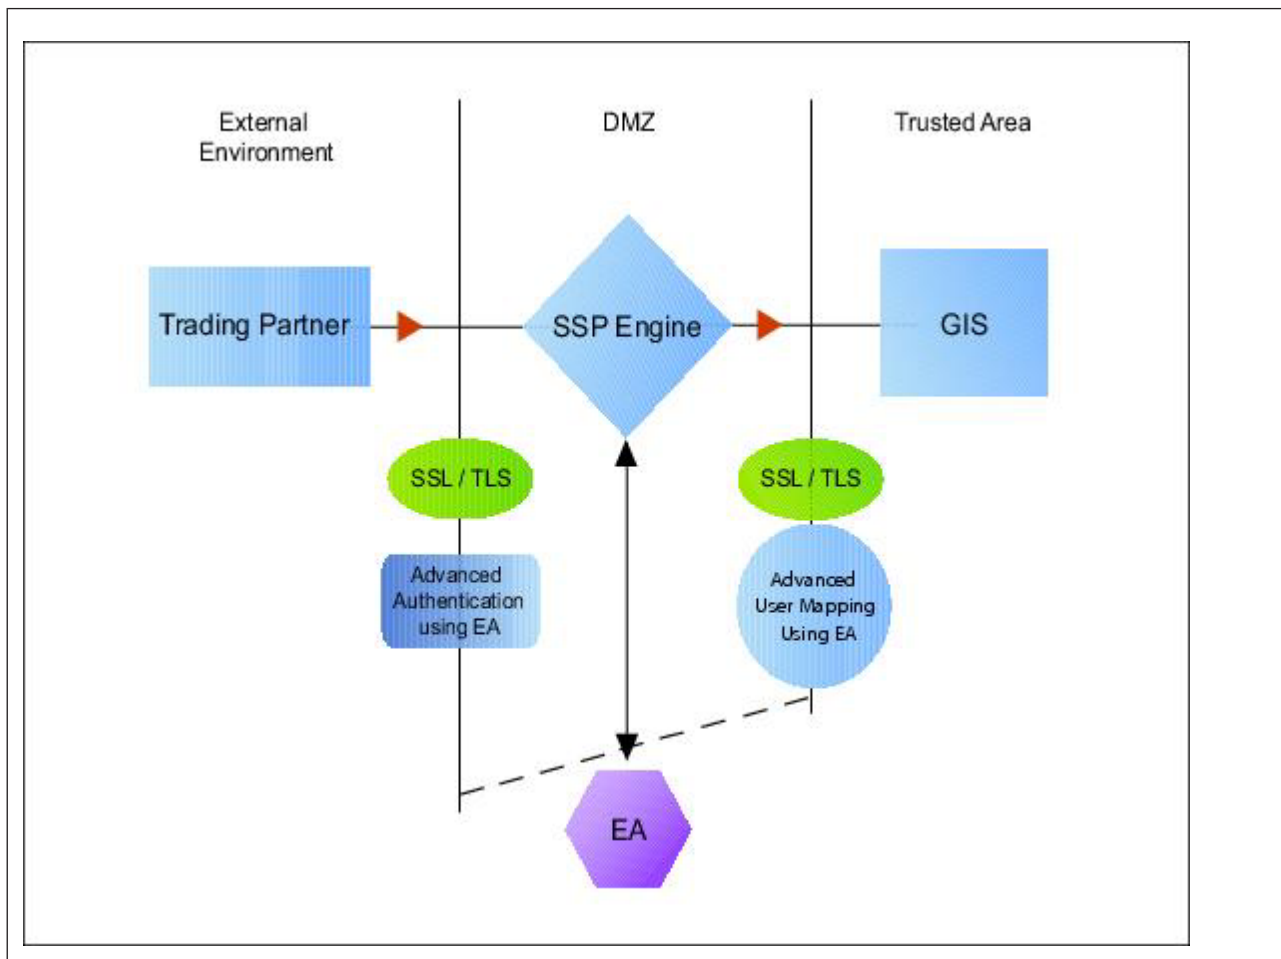 External
Environment
DMZ
Trusted Area
Trading Partner
SSP Engine
GIS
SSL / TLS
SSL / TLS
Advanced
Authentication
using EA
Advanced
User Mapping
Using EA
EA